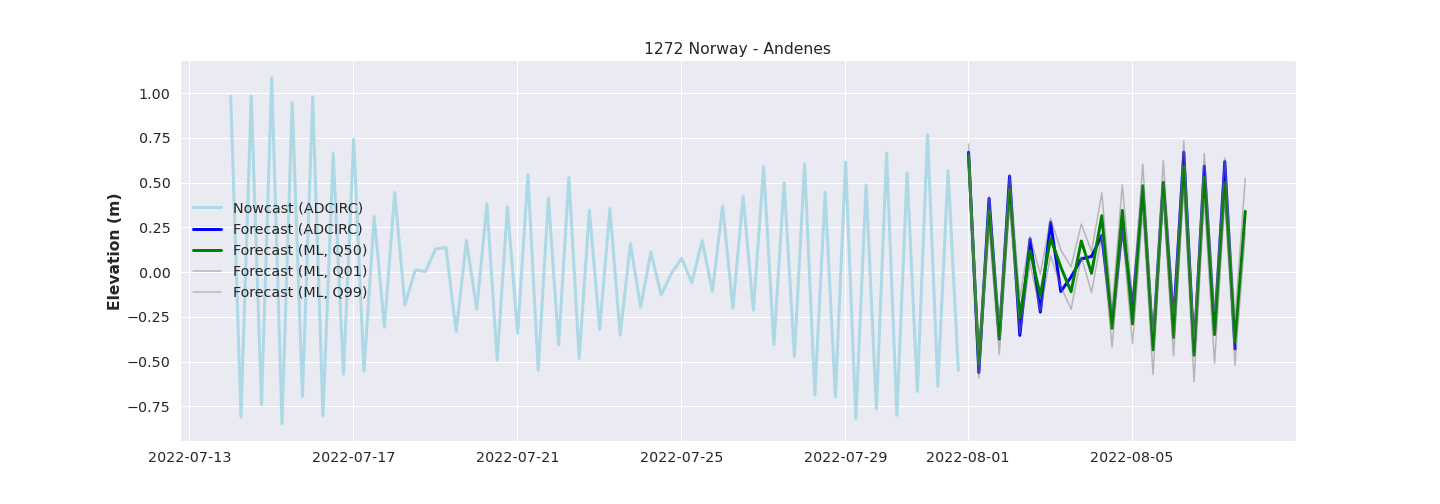 1272 Norway - Andenes
Elevation (m)
1.00
0.75
0.50
0.25
0.00
−0.25
−0.50
−0.75
Nowcast (ADCIRC)
Forecast (ADCIRC)
Forecast (ML, Q50)
Forecast (ML, Q01)
Forecast (ML, Q99)
2022-07-13 2022-07-17 2022-07-21 2022-07-25 2022-07-29 2022-08-01 2022-08-05